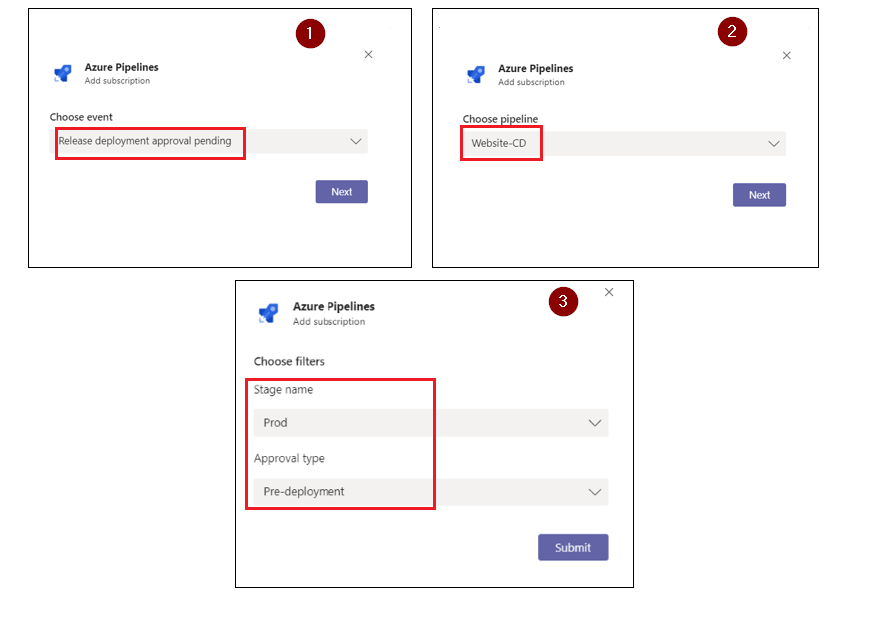 1
Azure Pipelines
Add subscription
Choose event
Release deployment approval pending
Next
2
Azure Pipelines
Add subscription
Choose pipeline
Website-CD
Next
3
Azure Pipelines
Add subscription
Choose filters
Stage name
Prod
Approval type
Pre-deployment
Submit